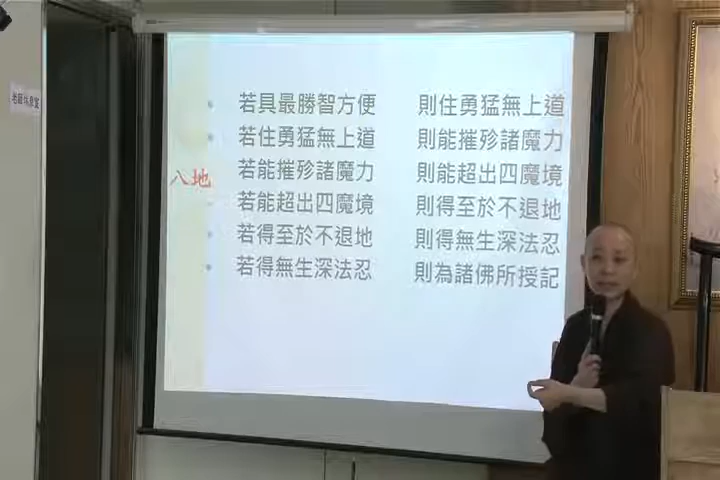 若具最勝智方便 則住勇猛無上道
若住勇猛無上道 則能摧殄諸魔力
八地
若能摧殄諸魔力 則能超出四魔境
若能超出四魔境 則得至於不退地
若得至於不退地 則得無生深法忍
若得無生深法忍 則為諸佛所授記